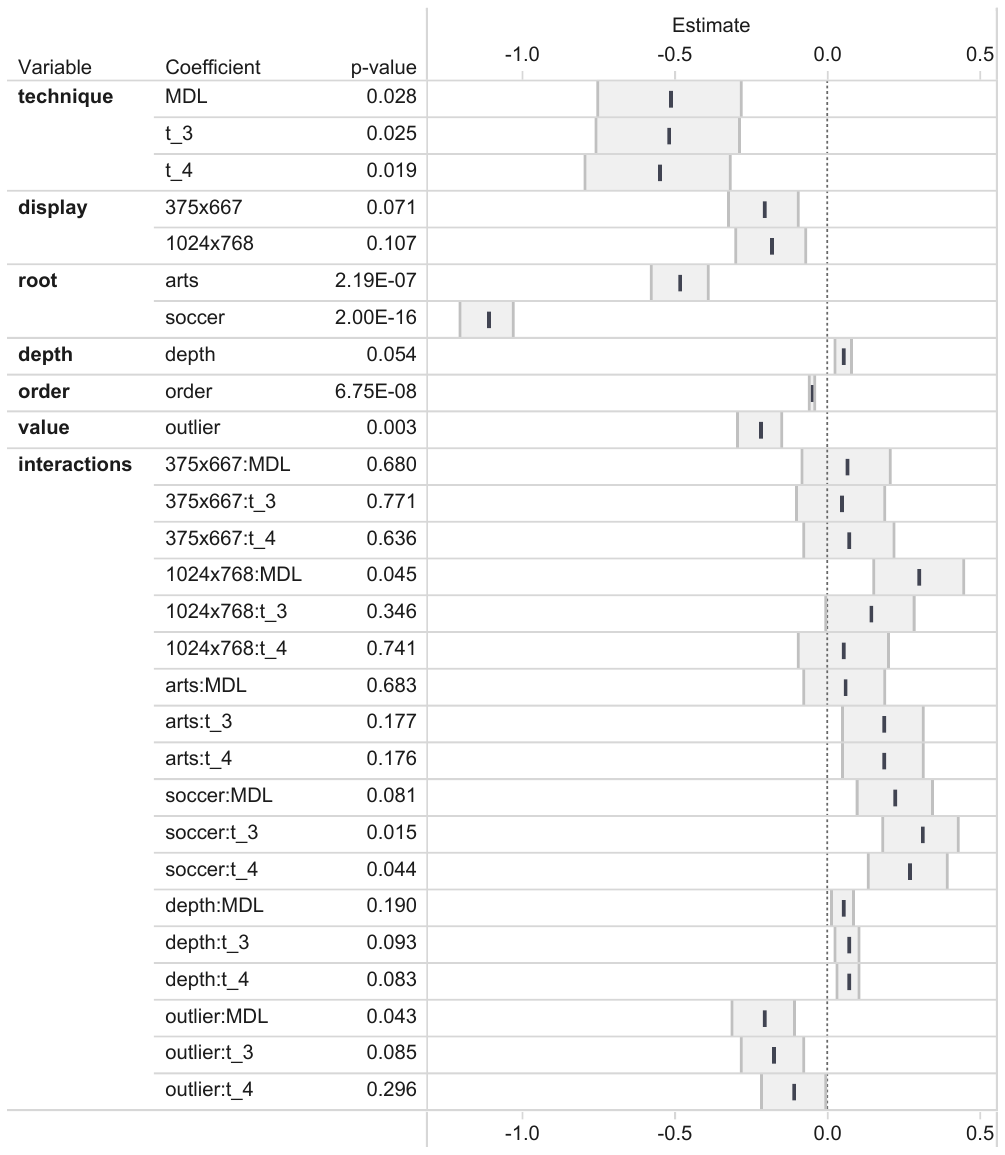 Estimate
-1.0 -0.5 0.0 0.5
Variable Coefficient p-value
technique MDL 0.028
t_3 0.025
t_4 0.019
display 375x667 0.071
1024x768 0.107
root arts 2.19E-07
soccer 2.00E-16
depth depth 0.054
order order 6.75E-08
value outlier 0.003
interactions 375x667:MDL 0.680
375x667:t_3 0.771
375x667:t_4 0.636
1024x768:MDL 0.045
1024x768:t_3 0.346
1024x768:t_4 0.741
arts:MDL 0.683
arts:t_3 0.177
arts:t_4 0.176
soccer:MDL 0.081
soccer:t_3 0.015
soccer:t_4 0.044
depth:MDL 0.190
depth:t_3 0.093
depth:t_4 0.083
outlier:MDL 0.043
outlier:t_3 0.085
outlier:t_4 0.296
-1.0 -0.5 0.0 0.5